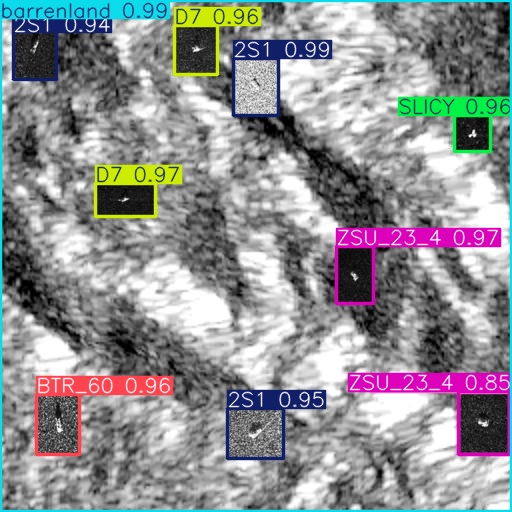 barrenland 0.99
2S1 0.94
D7 0.96
2S1 0.99
SLICY 0.96
D7 0.97
ZSU_23_4 0.97
BTR_60 0.96
2S1 0.95
ZSU_23_4 0.85